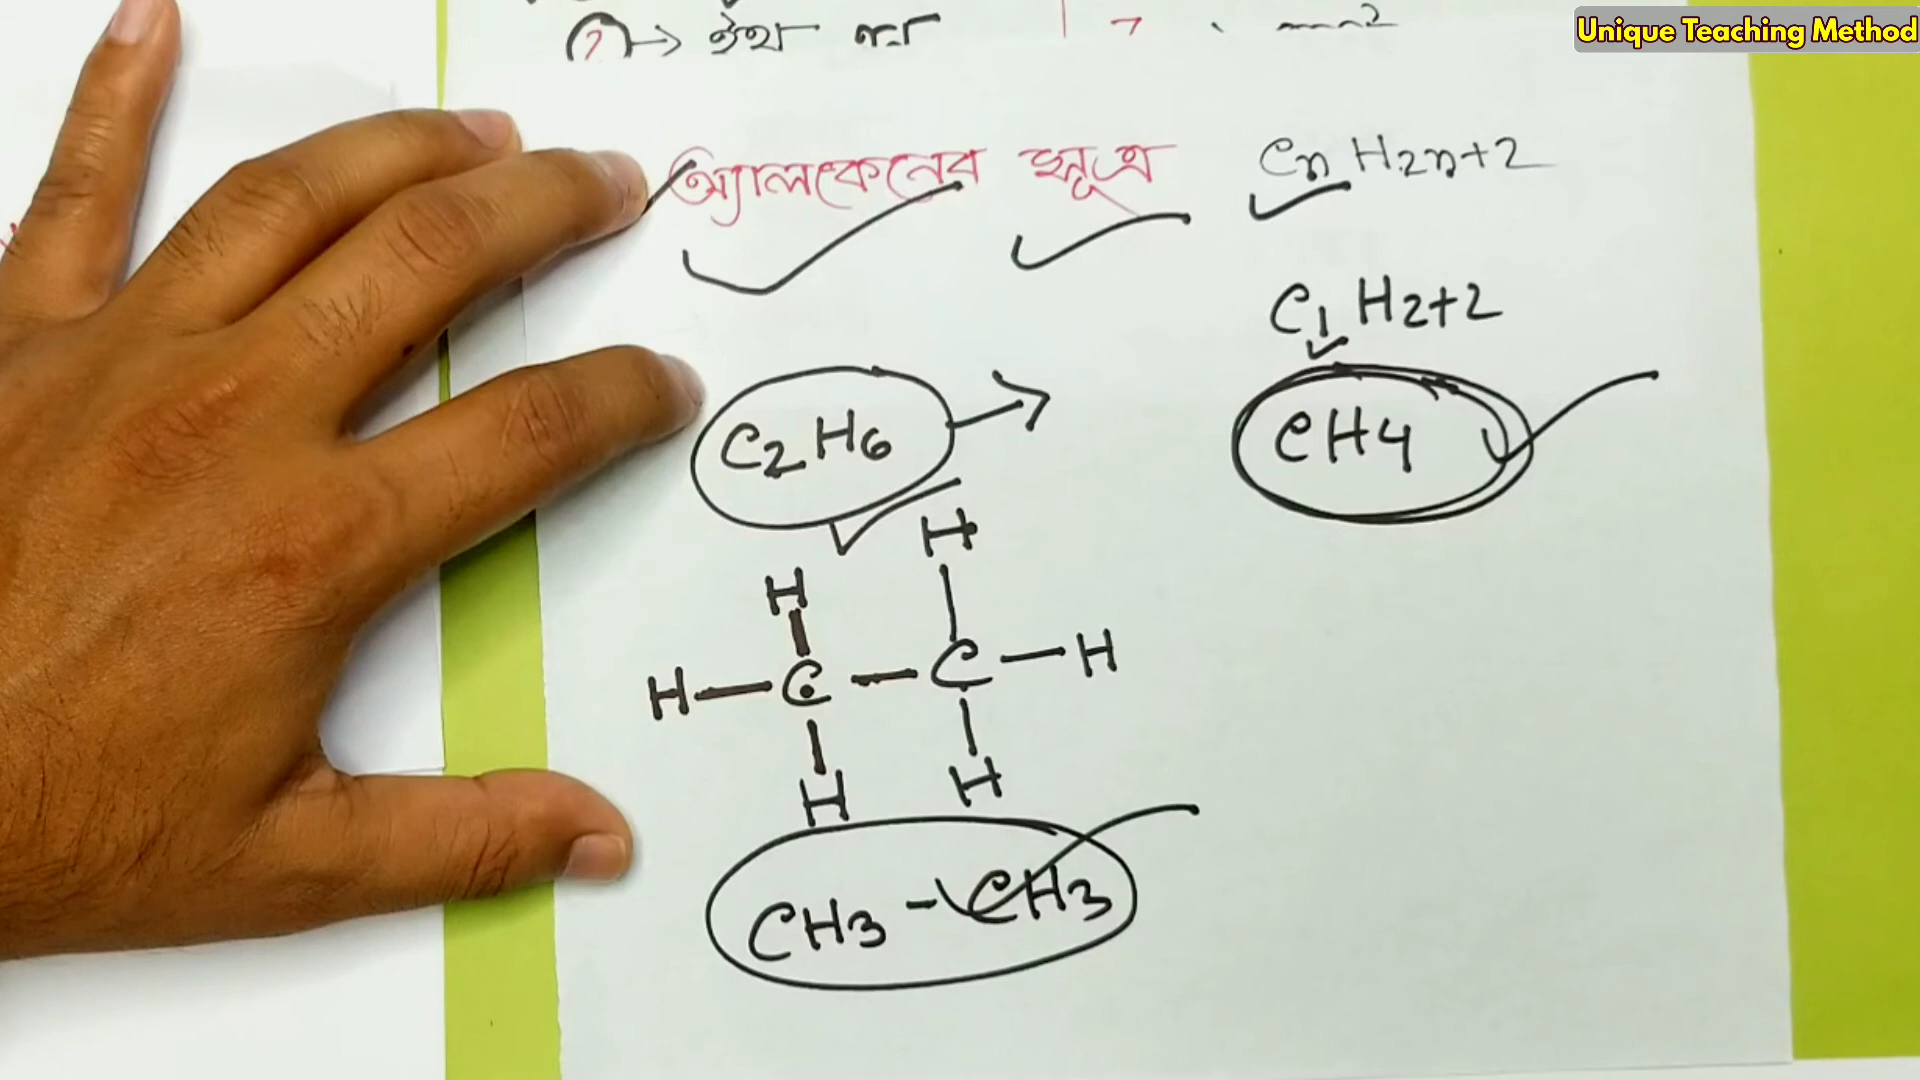 Unique Teaching Method
অ্যালকেনের সূত্র CnH2n+2
C1H2+2
C2H6 →
CH4
H
H
H—C—C—H
H
H
CH3-CH3